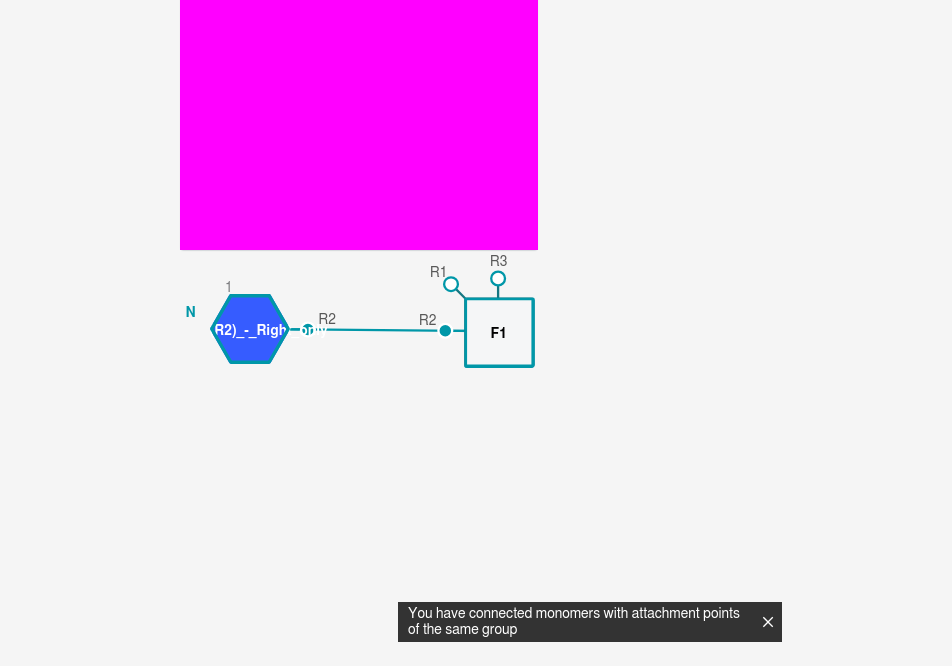 R3
R1
1
N
R2
R2
R2)_-_Righ
only
F1
You have connected monomers with attachment points
of the same group